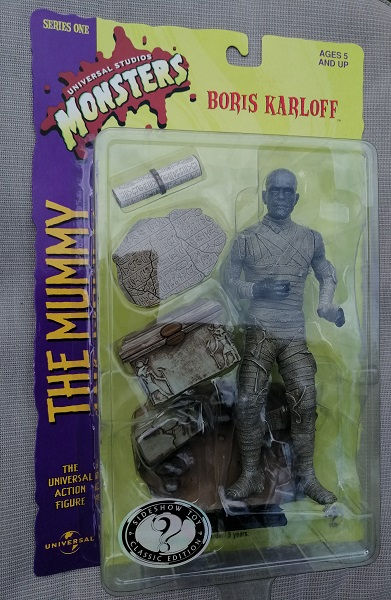 SERIES ONE
UNIVERSAL STUDIOS
MONSTERS
AGES 5
AND UP
BORIS KARLOFF™
THE MUMMY
THE
UNIVERSAL
ACTION
FIGURE
UNIVERSAL
SIDESHOW TOY
?
CLASSIC EDITION
3 years.